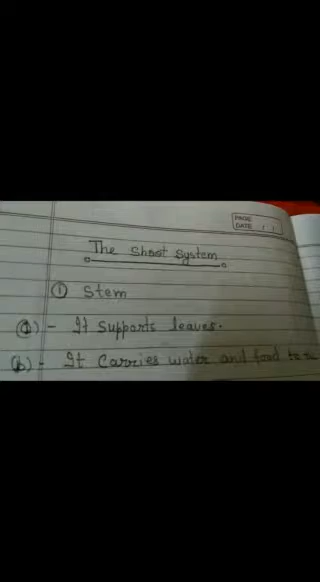 PAGE
DATE
The Shoot System
① Stem
(a) - It supports leaves.
(b) - It Carries water and food to